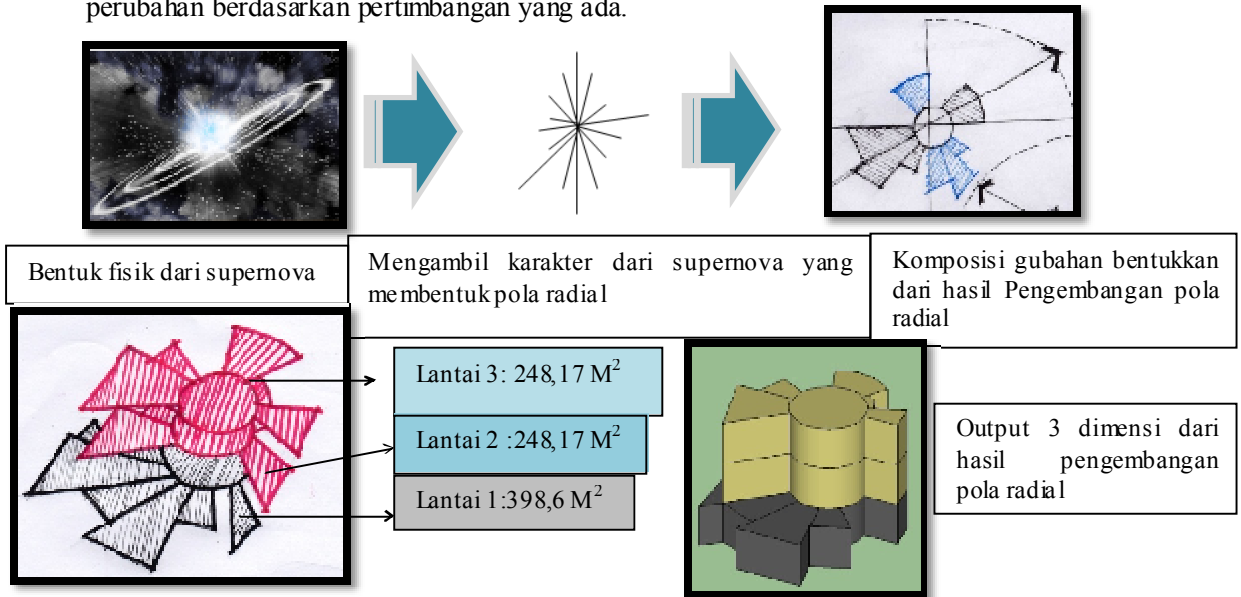 perubahan berdasarkan pertimbangan yang ada.
Bentuk fisik dari supernova
Mengambil karakter dari supernova yang
membentuk pola radial
Komposisi gubahan bentukkan
dari hasil Pengembangan pola
radial
Lantai 3: 248,17 M²
Lantai 2 :248,17 M²
Lantai 1:398,6 M²
Output 3 dimensi dari
hasil pengembangan
pola radial